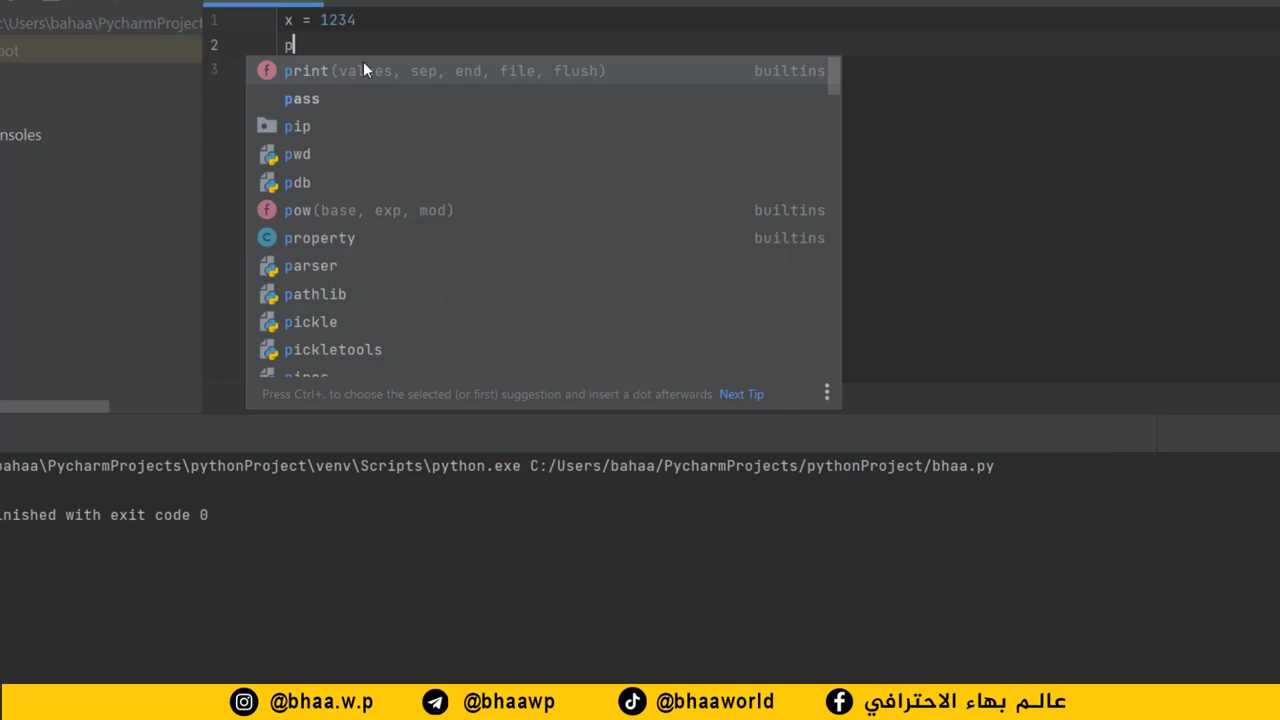 :\Users\bahaa\PycharmProject
oot
nsoles
1 x = 1234
2 p
3
print(values, sep, end, file, flush) builtins
pass
pip
pwd
pdb
pow(base, exp, mod) builtins
property builtins
parser
pathlib
pickle
pickletools
pipes
Press Ctrl+. to choose the selected (or first) suggestion and insert a dot afterwards Next Tip
bahaa\PycharmProjects\pythonProject\venv\Scripts\python.exe C:/Users/bahaa/PycharmProjects/pythonProject/bhaa.py
inished with exit code 0
@bhaa.w.p @bhaawp @bhaaworld عالم بهاء الاحترافي